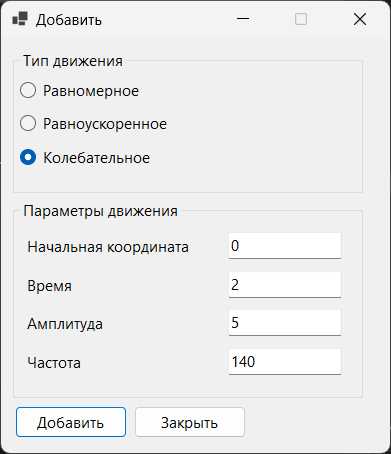 Добавить
Тип движения
Равномерное
Равноускоренное
Колебательное
Параметры движения
Начальная координата 0
Время 2
Амплитуда 5
Частота 140
Добавить Закрыть